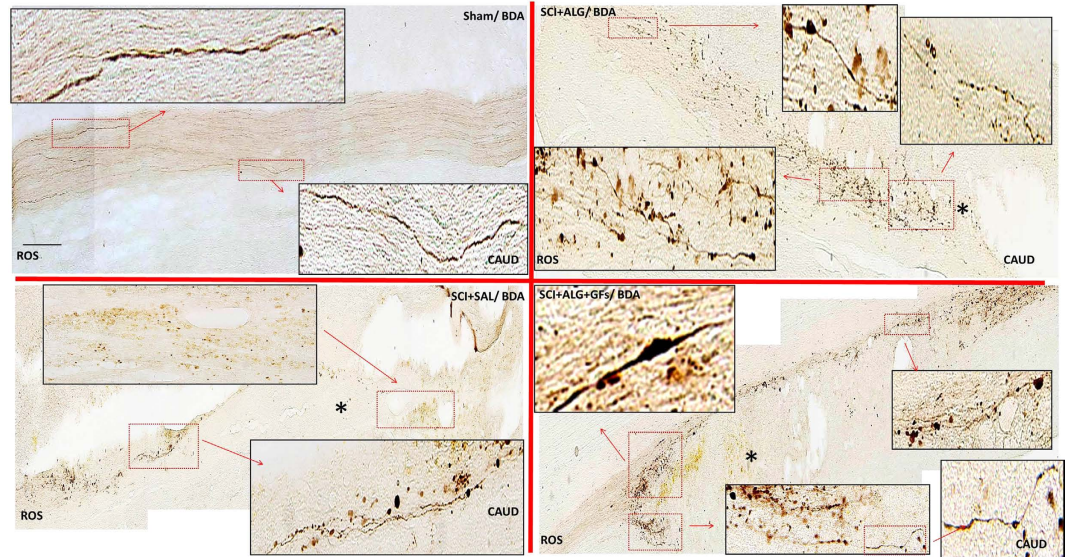 Sham/ BDA
ROS
CAUD
SCI+ALG/ BDA
ROS
*
CAUD
SCI+SAL/ BDA
*
ROS
CAUD
SCI+ALG+GFs/ BDA
*
ROS
CAUD